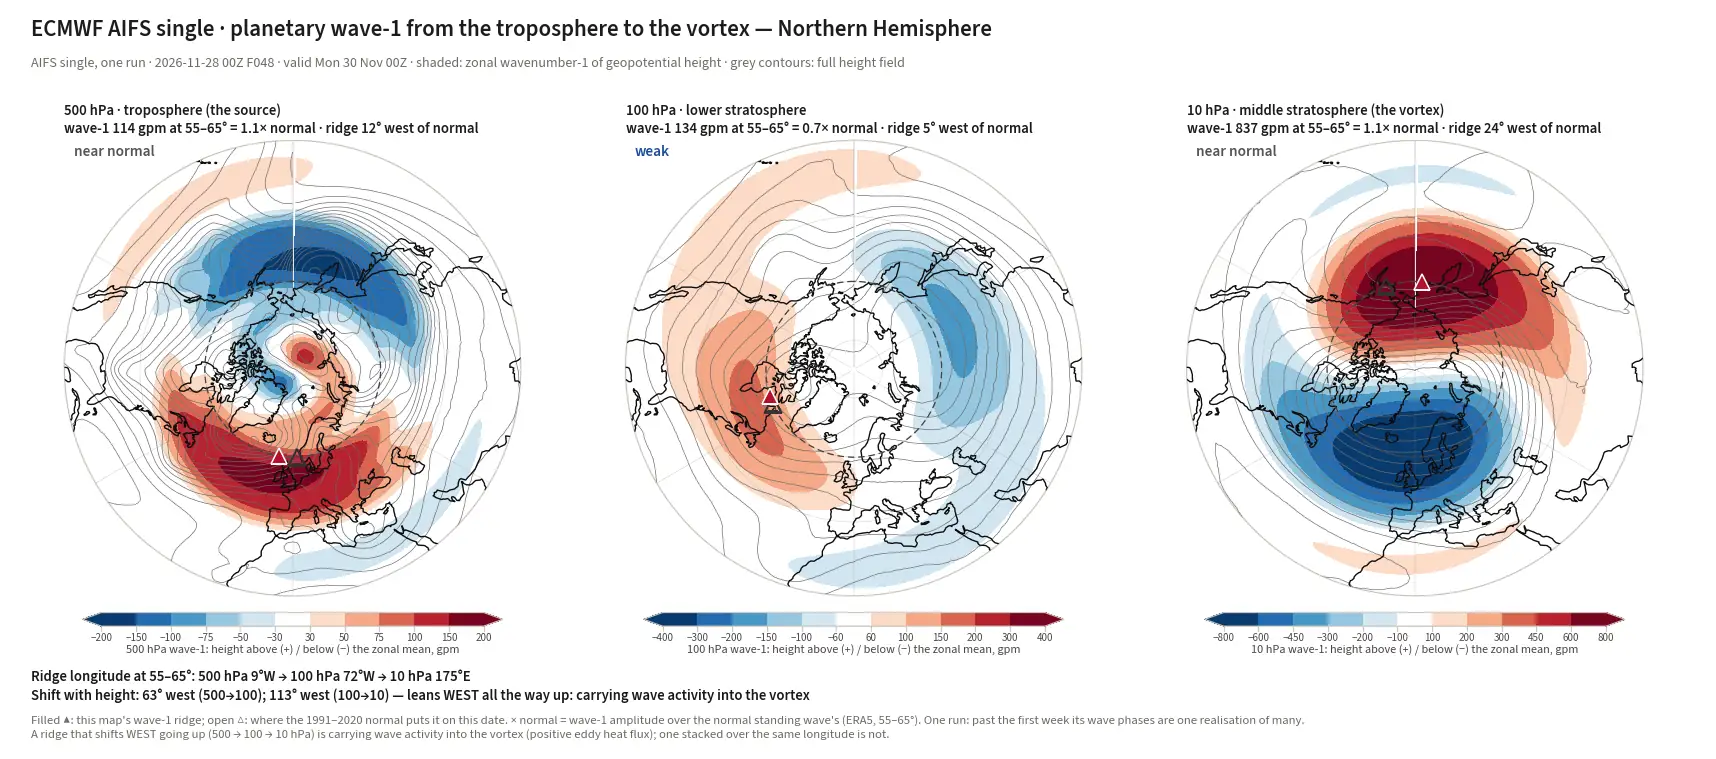 ECMWF AIFS single · planetary wave-1 from the troposphere to the vortex — Northern Hemisphere
AIFS single, one run · 2026-11-28 00Z F048 · valid Mon 30 Nov 00Z · shaded: zonal wavenumber-1 of geopotential height · grey contours: full height field
500 hPa · troposphere (the source)
wave-1 114 gpm at 55–65° = 1.1× normal · ridge 12° west of normal
near normal
100 hPa · lower stratosphere
wave-1 134 gpm at 55–65° = 0.7× normal · ridge 5° west of normal
weak
10 hPa · middle stratosphere (the vortex)
wave-1 837 gpm at 55–65° = 1.1× normal · ridge 24° west of normal
near normal
−200 −150 −100 −75 −50 −30 30 50 75 100 150 200
500 hPa wave-1: height above (+) / below (−) the zonal mean, gpm
−400 −300 −200 −150 −100 −60 60 100 150 200 300 400
100 hPa wave-1: height above (+) / below (−) the zonal mean, gpm
−800 −600 −450 −300 −200 −100 100 200 300 450 600 800
10 hPa wave-1: height above (+) / below (−) the zonal mean, gpm
Ridge longitude at 55–65°: 500 hPa 9°W → 100 hPa 72°W → 10 hPa 175°E
Shift with height: 63° west (500→100); 113° west (100→10) — leans WEST all the way up: carrying wave activity into the vortex
Filled ▲: this map's wave-1 ridge; open △: where the 1991–2020 normal puts it on this date. × normal = wave-1 amplitude over the normal standing wave's (ERA5, 55–65°). One run: past the first week its wave phases are one realisation of many.
A ridge that shifts WEST going up (500 → 100 → 10 hPa) is carrying wave activity into the vortex (positive eddy heat flux); one stacked over the same longitude is not.